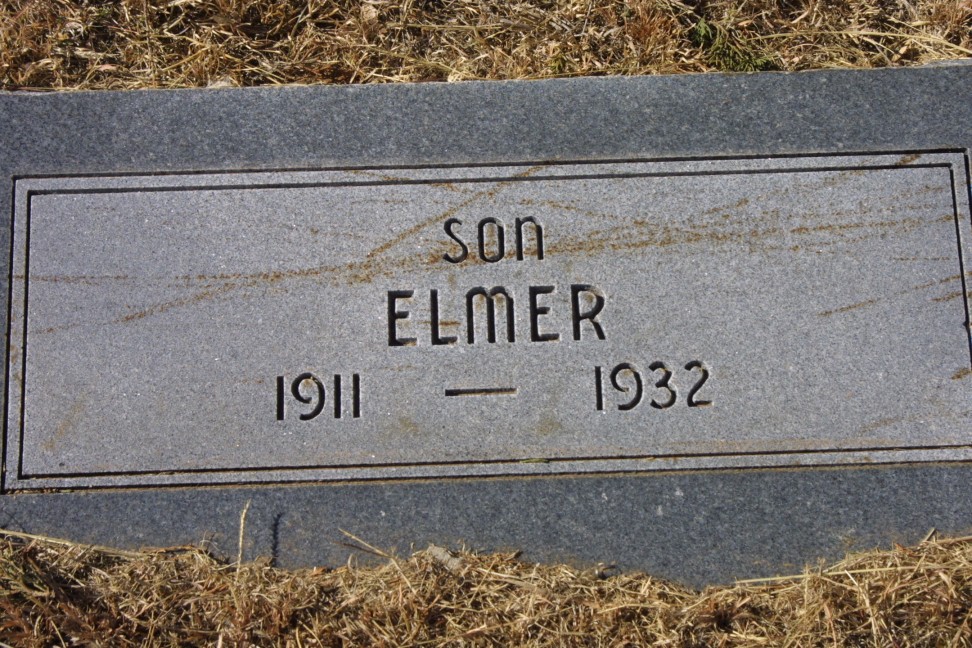 SON
ELMER
1911 — 1932